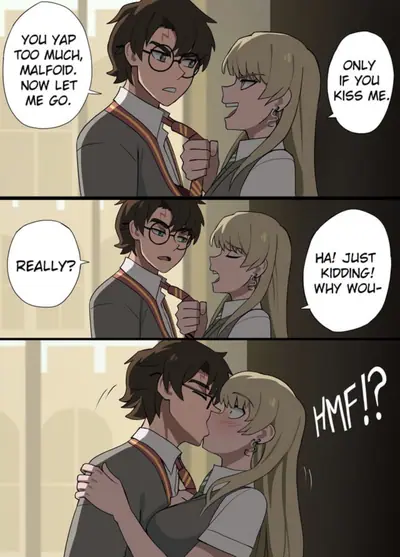 YOU YAP
TOO MUCH,
MALFOID.
NOW LET
ME GO.
ONLY
IF YOU
KISS ME.
REALLY?
HA! JUST
KIDDING!
WHY WOU-
HMF!?